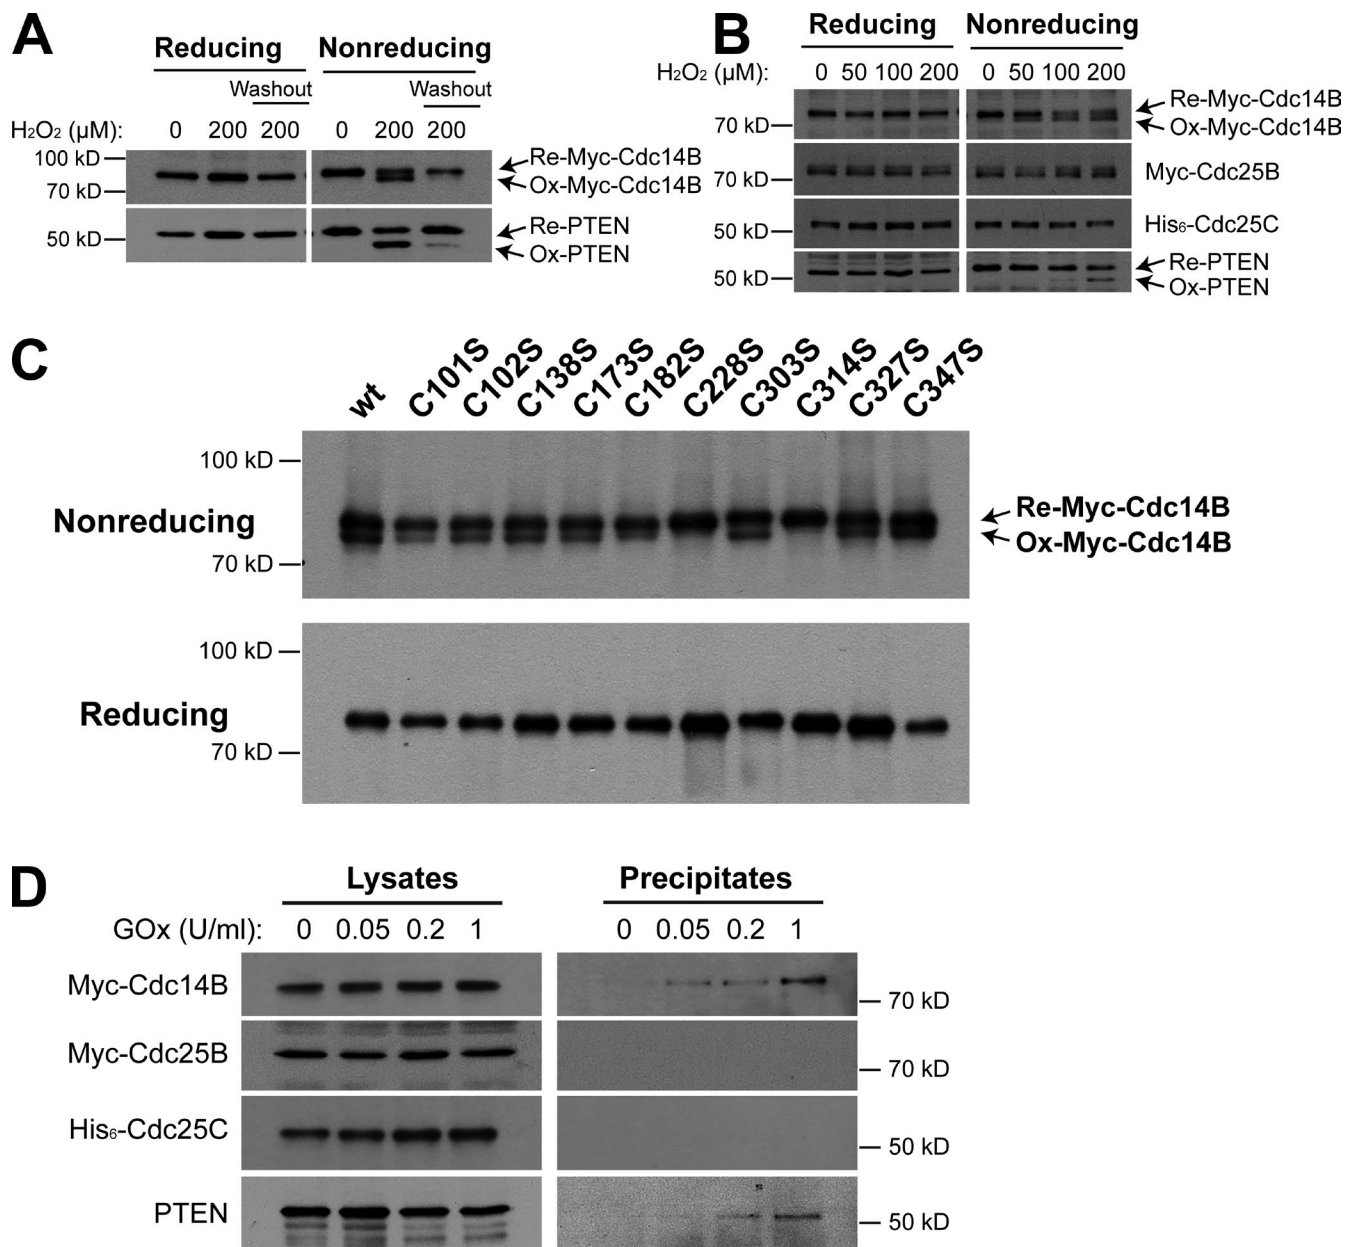 A
Reducing
Nonreducing
Washout
Washout
H2O2 (µM):
0
200
200
0
200
200
100 kD
70 kD
Re-Myc-Cdc14B
Ox-Myc-Cdc14B
50 kD
Re-PTEN
Ox-PTEN
B
Reducing
Nonreducing
H2O2 (µM):
0 50 100 200
0 50 100 200
70 kD
Re-Myc-Cdc14B
Ox-Myc-Cdc14B
70 kD
Myc-Cdc25B
50 kD
His6-Cdc25C
50 kD
Re-PTEN
Ox-PTEN
C
wt
C101S
C102S
C138S
C173S
C182S
C228S
C303S
C314S
C327S
C347S
100 kD
Nonreducing
70 kD
Re-Myc-Cdc14B
Ox-Myc-Cdc14B
100 kD
Reducing
70 kD
D
Lysates
Precipitates
GOx (U/ml):
0 0.05 0.2 1
0 0.05 0.2 1
Myc-Cdc14B
70 kD
Myc-Cdc25B
70 kD
His6-Cdc25C
50 kD
PTEN
50 kD